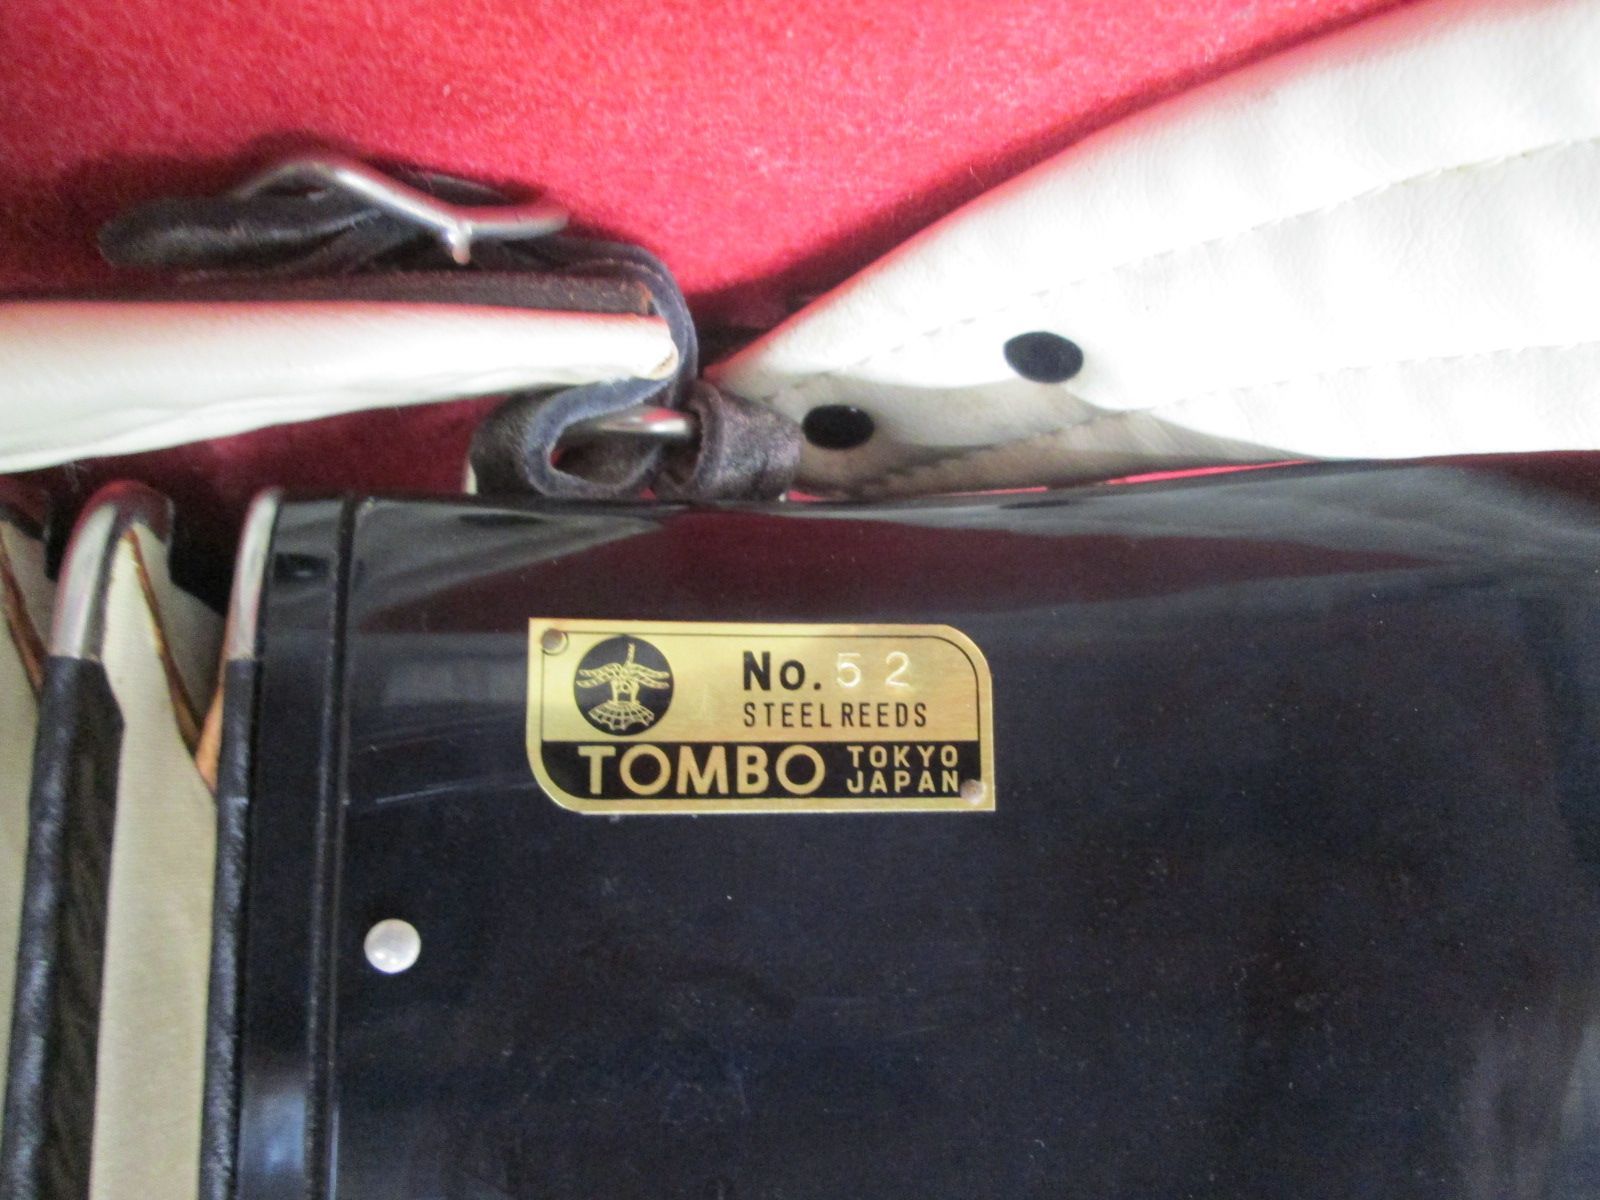 No. 52
STEEL REEDS
TOMBO TOKYO
JAPAN